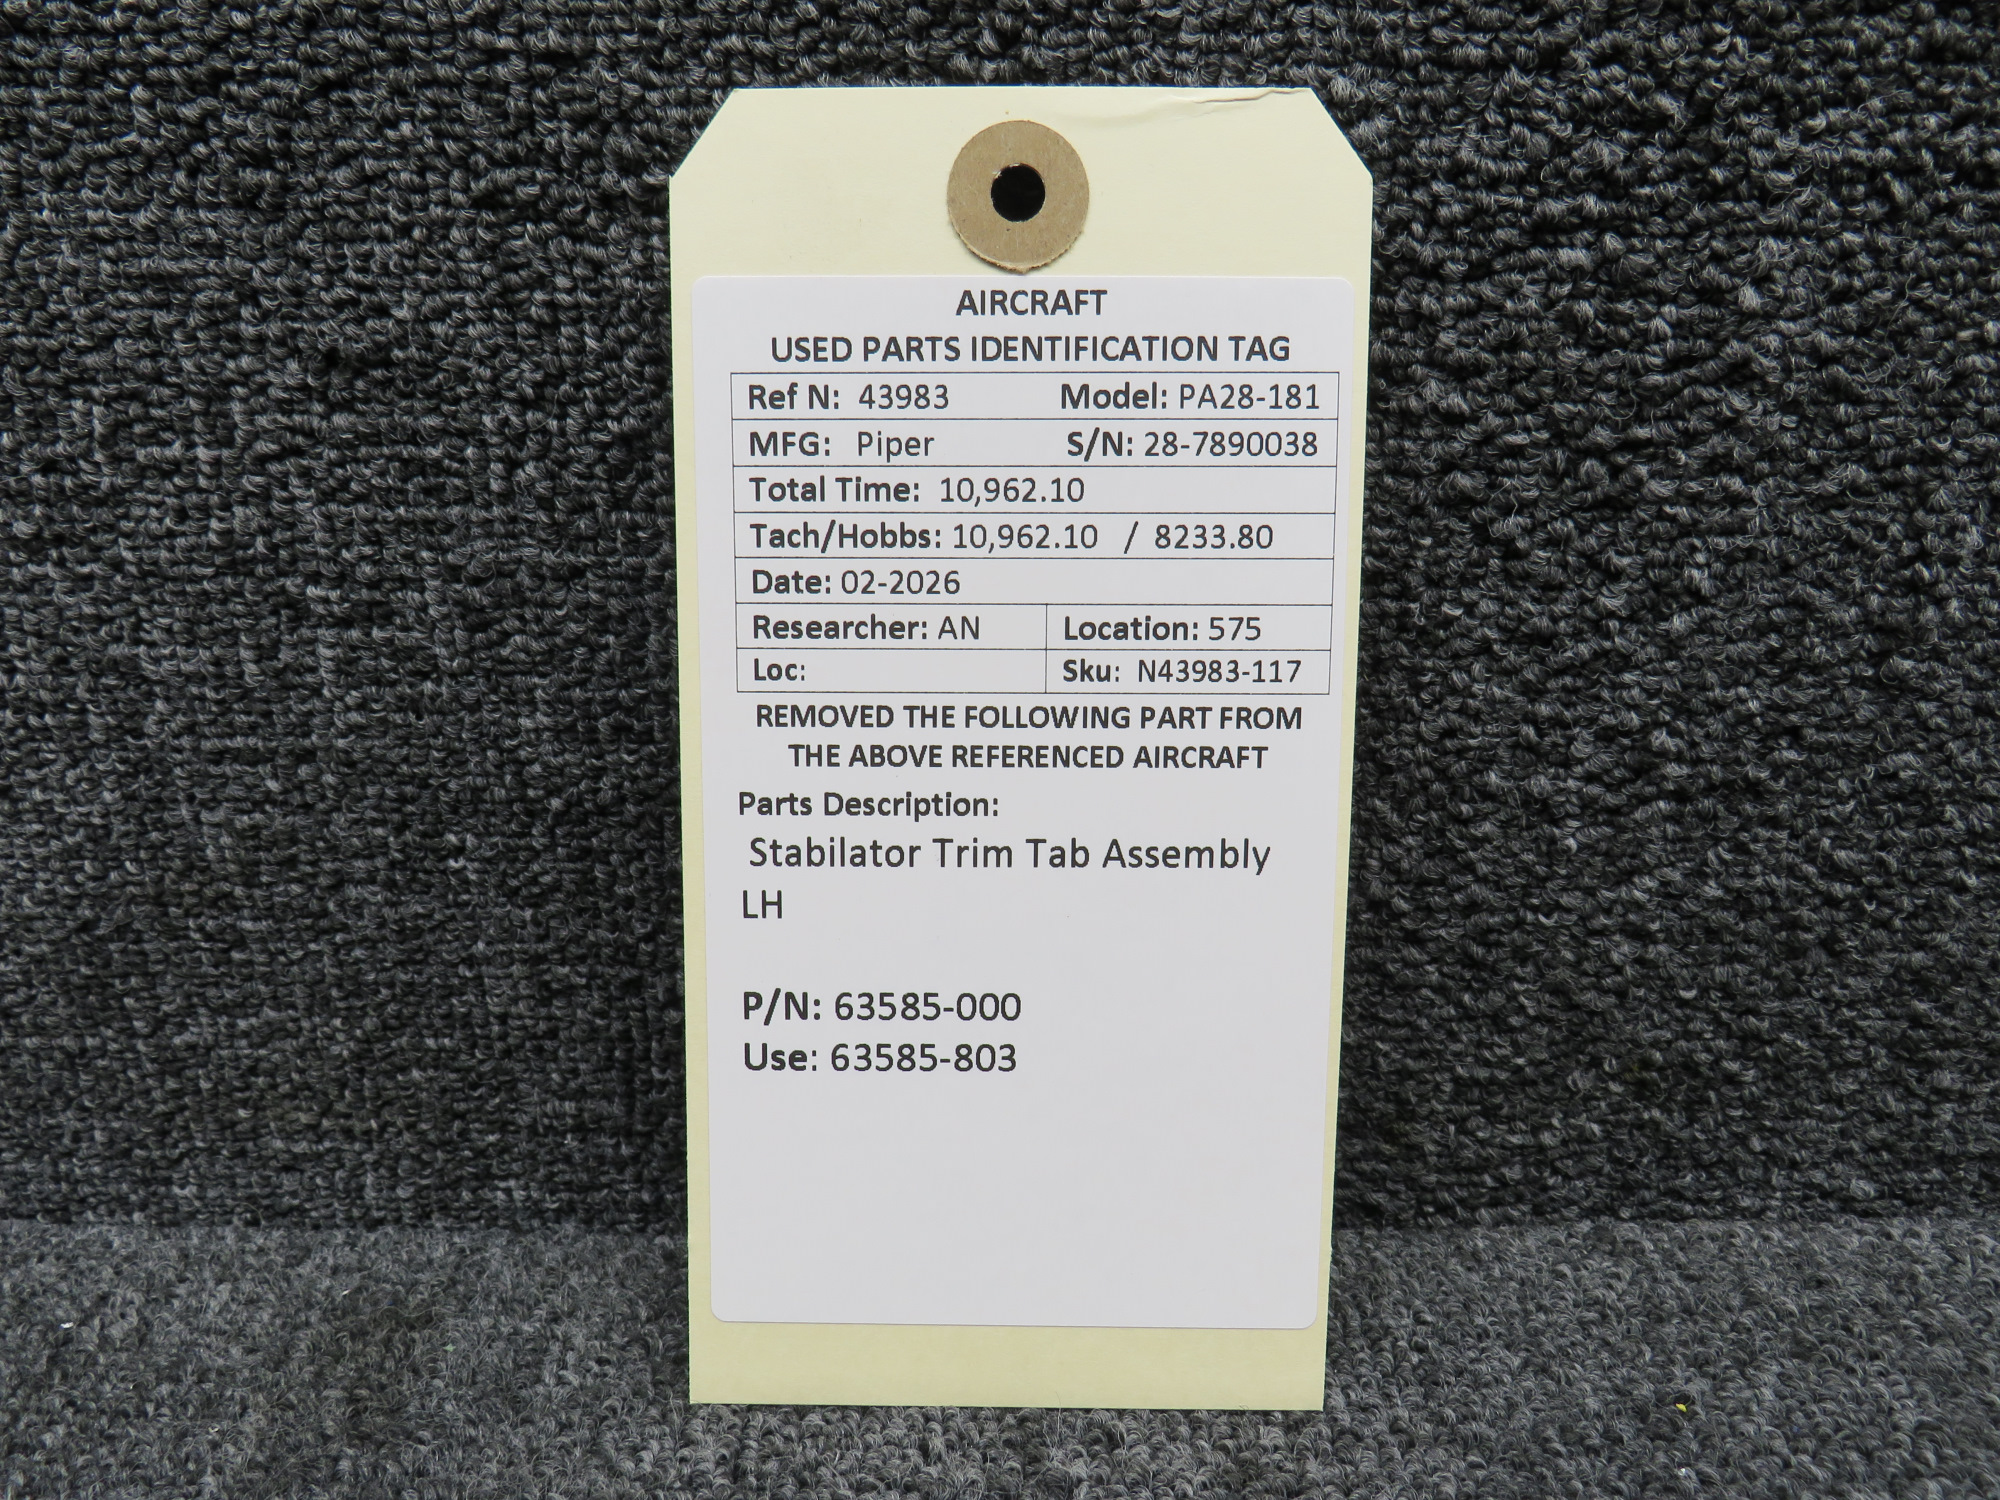 AIRCRAFT
USED PARTS IDENTIFICATION TAG
Ref N: 43983 Model: PA28-181
MFG: Piper S/N: 28-7890038
Total Time: 10,962.10
Tach/Hobbs: 10,962.10 / 8233.80
Date: 02-2026
Researcher: AN Location: 575
Loc: Sku: N43983-117
REMOVED THE FOLLOWING PART FROM
THE ABOVE REFERENCED AIRCRAFT
Parts Description:
Stabilator Trim Tab Assembly
LH
P/N: 63585-000
Use: 63585-803